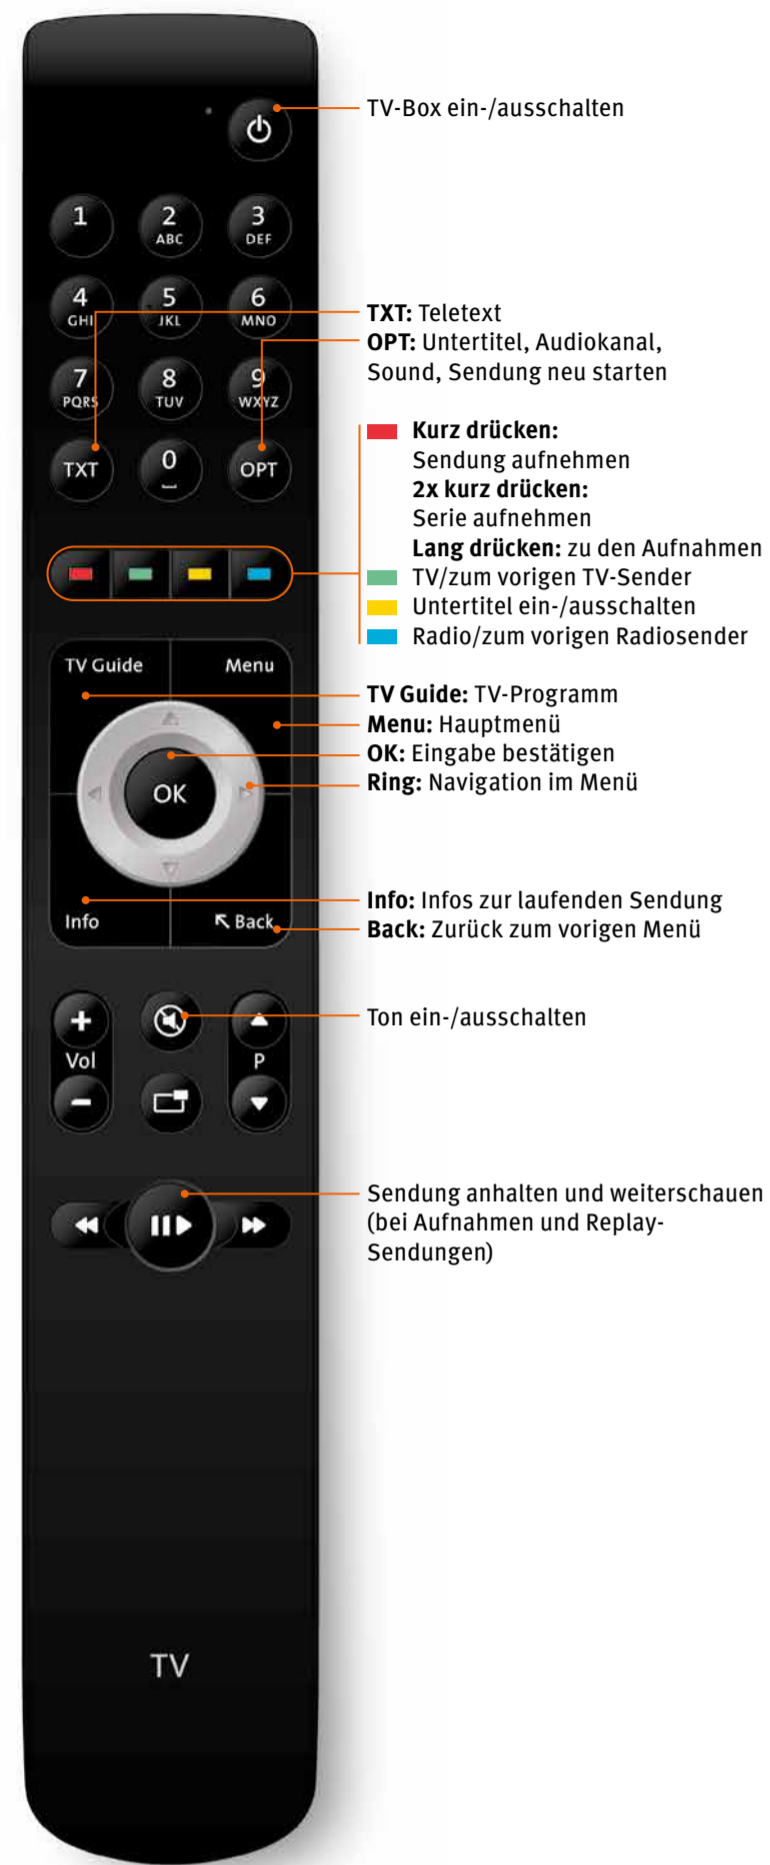 TV-Box ein-/ausschalten
1 2 3
ABC DEF
4 5 6
GHI JKL MNO
TXT: Teletext
OPT: Untertitel, Audiokanal,
Sound, Sendung neu starten
7 8 9
PQRS TUV WXYZ
TXT 0 OPT
Kurz drücken:
Sendung aufnehmen
2x kurz drücken:
Serie aufnehmen
Lang drücken: zu den Aufnahmen
TV/zum vorigen TV-Sender
Untertitel ein-/ausschalten
Radio/zum vorigen Radiosender
TV Guide Menu
TV Guide: TV-Programm
Menu: Hauptmenü
OK: Eingabe bestätigen
Ring: Navigation im Menü
OK
Info: Infos zur laufenden Sendung
Back: Zurück zum vorigen Menü
Info Back
Ton ein-/ausschalten
+
Vol P
-
Sendung anhalten und weiterschauen
(bei Aufnahmen und Replay-
Sendungen)
TV